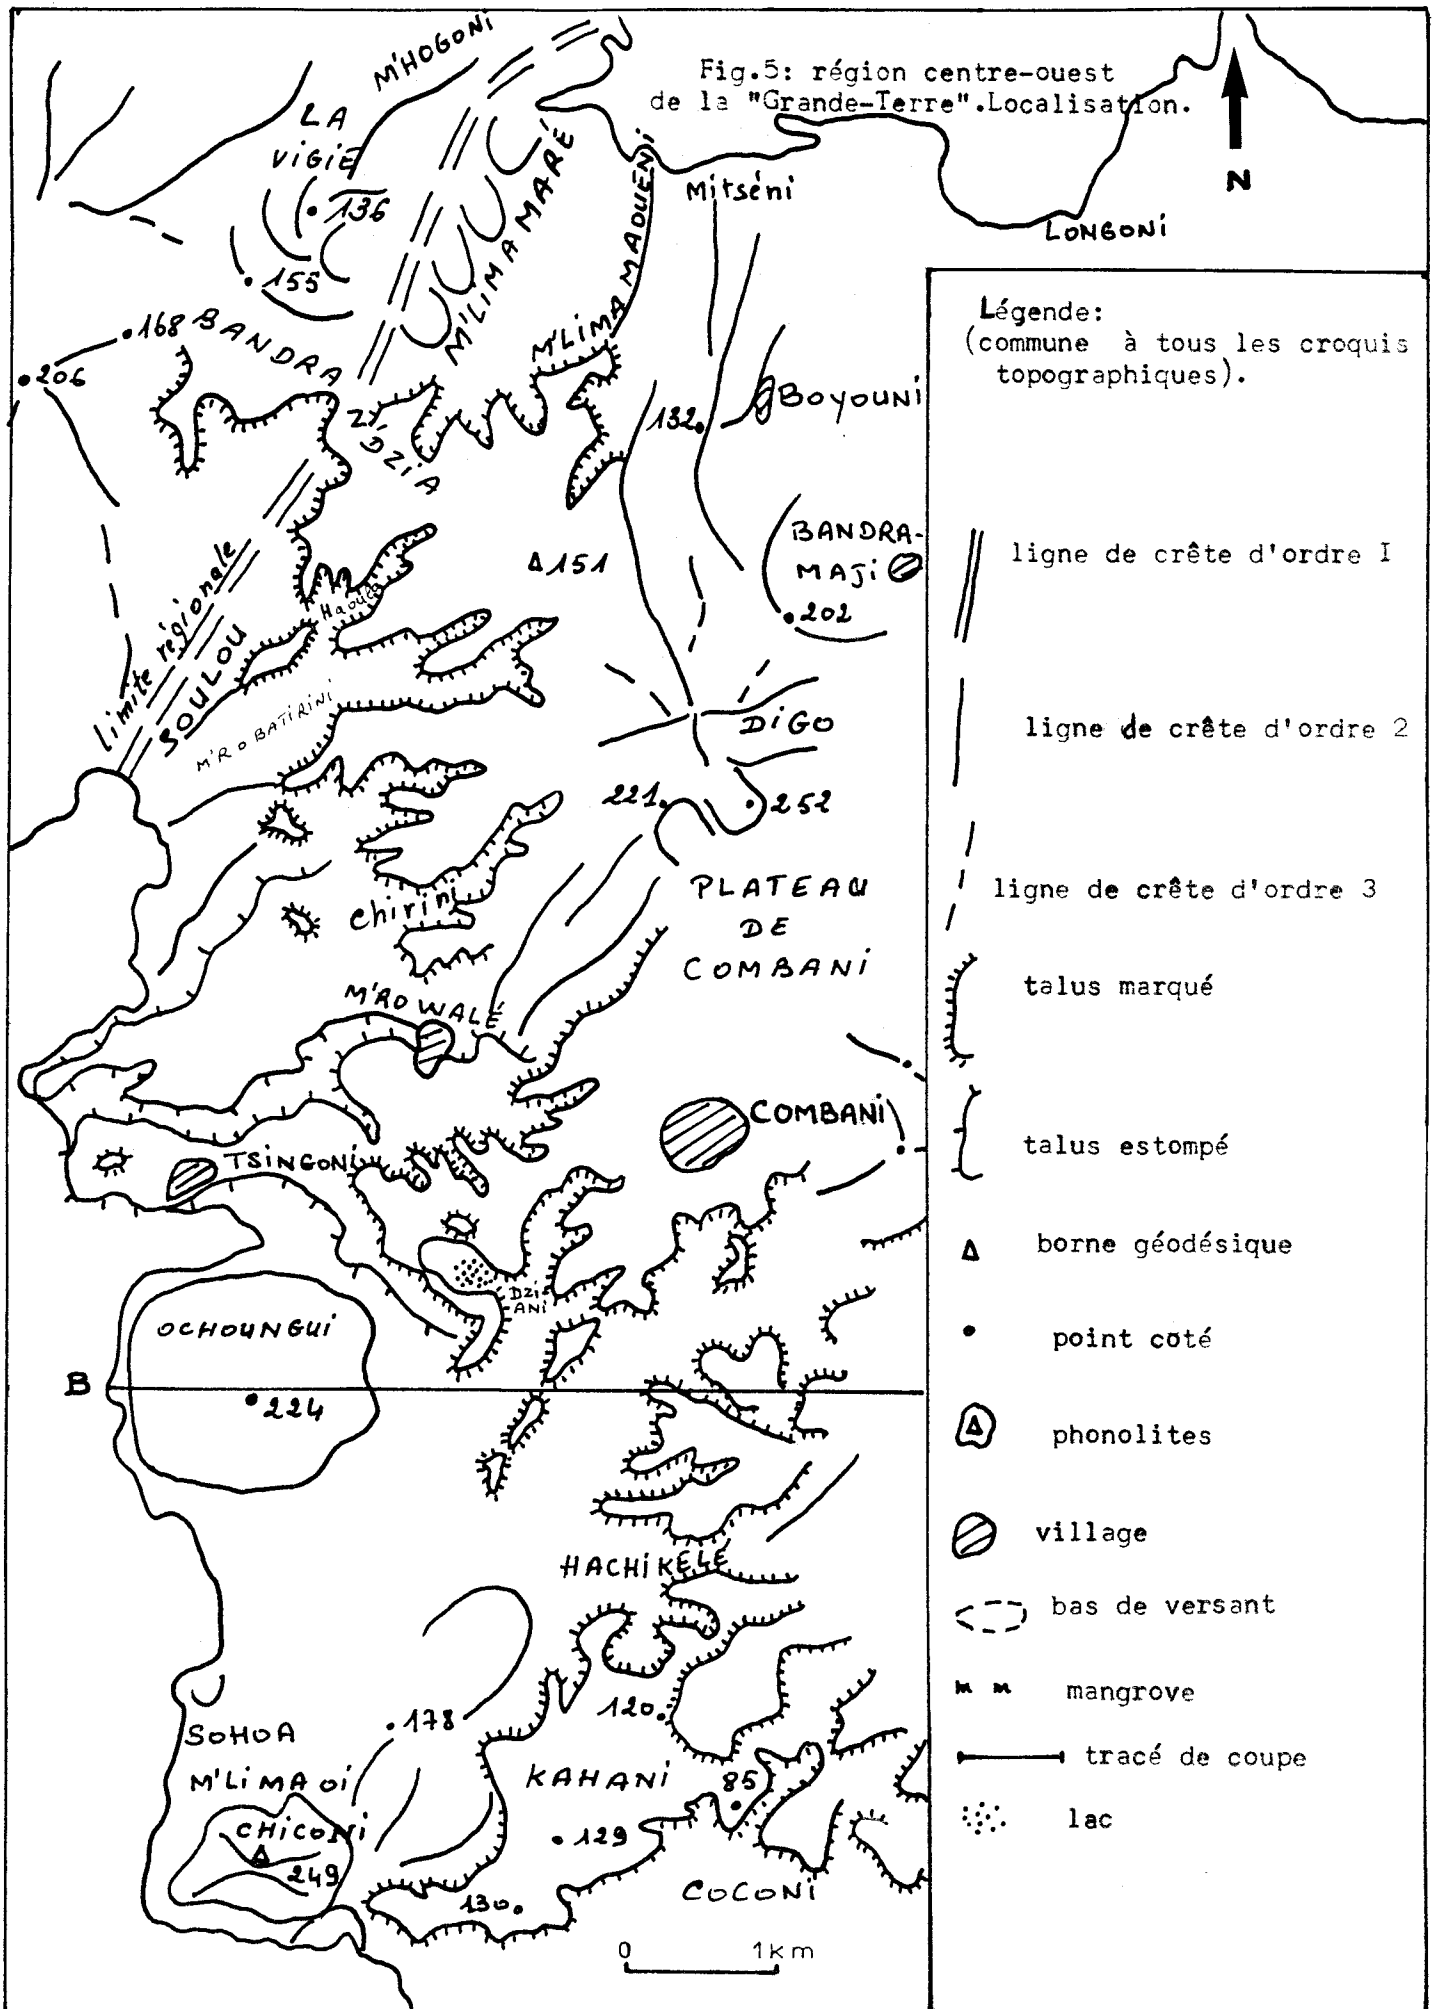 Fig.5: région centre-ouest
de la "Grande-Terre".Localisation.
N
M'HOGONI
LA
VIGIE
136
155
168
206
BANDRA
Z'DZIA
M'LIMA MARÉ
M'LIMA MAOUENI
Mitséni
LONGONI
BOYOUNI
132
BANDRA-
MAJI
202
151
Haouéo
limite régionale
SOULOU
M'RO BATIRINI
DIGO
221
252
PLATEAU
DE
COMBANI
Chirini
M'RO WALÉ
COMBANI
TSINGONI
DZI-
ANI
OCHOUNGUI
B
224
HACHIKELE
120
178
SOHOA
M'LIMA OI
CHICONI
249
KAHANI
85
129
130
COCONI
0 1km
Légende:
(commune à tous les croquis
topographiques).
ligne de crête d'ordre I
ligne de crête d'ordre 2
ligne de crête d'ordre 3
talus marqué
talus estompé
borne géodésique
point coté
phonolites
village
bas de versant
mangrove
tracé de coupe
lac